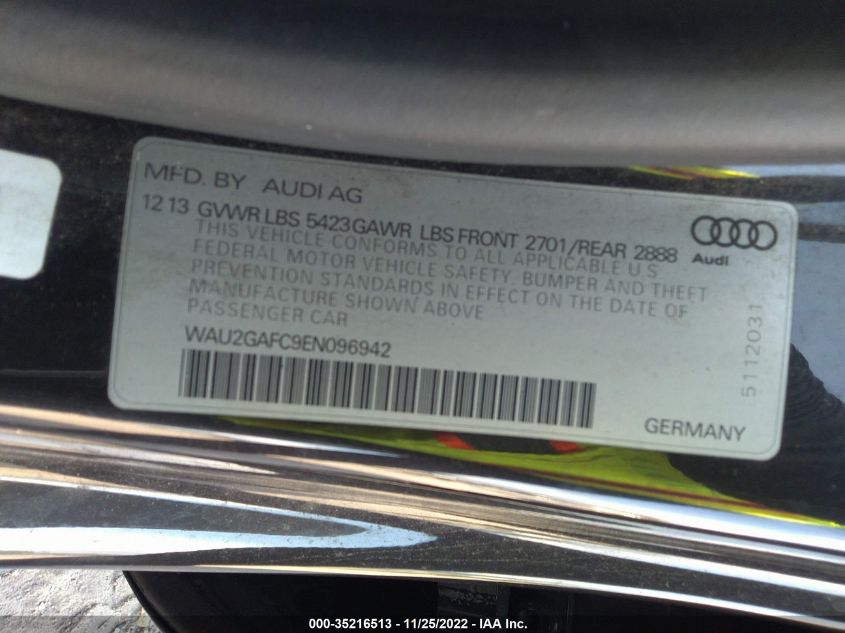 MFD. BY AUDI AG
12 13 GVWR LBS 5423 GAWR LBS FRONT 2701/REAR 2888
THIS VEHICLE CONFORMS TO ALL APPLICABLE U.S
FEDERAL MOTOR VEHICLE SAFETY. BUMPER AND THEFT
PREVENTION STANDARDS IN EFFECT ON THE DATE OF
MANUFACTURE SHOWN ABOVE
PASSENGER CAR
WAU2GAFC9EN096942
Audi
5112031
GERMANY
000-35216513 - 11/25/2022 - IAA Inc.